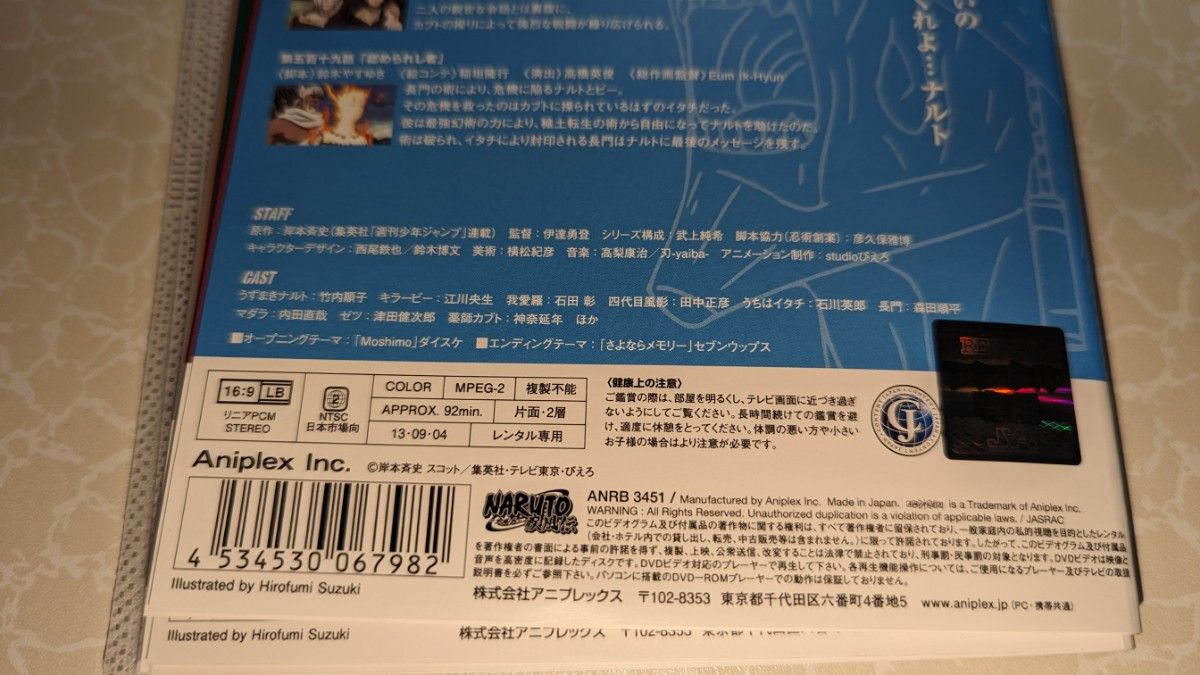 二人の親密な会話とは裏腹に、
カブトの操りによって強烈な戦闘が繰り広げられる。
いの
くれよ…ナルト
第五百十九話 「認められし者」
〈脚本〉鈴木やすゆき 〈絵コンテ〉稲垣隆行 〈演出〉高橋英俊 〈総作画監督〉Eum Ik-Hyun
長門の術により、危機に陥るナルトとビー。
その危機を救ったのはカブトに操られているはずのイタチだった。
彼は最強幻術の力により、穢土転生の術から自由になってナルトを助けたのだ。
術は破られ、イタチにより封印される長門はナルトに最後のメッセージを残す。
STAFF
原作:岸本斉史(集英社「週刊少年ジャンプ」連載) 監督:伊達勇登 シリーズ構成:武上純希 脚本協力(忍術創案):彦久保雅博
キャラクターデザイン:西尾鉄也/鈴木博文 美術:横松紀彦 音楽:高梨康治/刃-yaiba- アニメーション制作:studioぴえろ
CAST
うずまきナルト:竹内順子 キラービー:江川央生 我愛羅:石田 彰 四代目風影:田中正彦 うちはイタチ:石川英郎 長門:森田順平
マダラ:内田直哉 ゼツ:津田健次郎 薬師カブト:神奈延年 ほか
■オープニングテーマ:「Moshimo」ダイスケ ■エンディングテーマ:「さよならメモリー」セブンウップス
16:9 LB
リニアPCM
STEREO
2
NTSC
日本市場向
COLOR MPEG-2 複製不能
APPROX. 92min. 片面・2層
13・09・04 レンタル専用
〈健康上の注意〉
ご鑑賞の際は、部屋を明るくし、テレビ画面に近づき過ぎ
ないようにしてご覧ください。長時間続けての鑑賞を避
け、適度に休憩をとってください。体調の悪い方や小さい
お子様の場合はより注意が必要です。
Aniplex Inc. ©岸本斉史 スコット/集英社・テレビ東京・ぴえろ
4 534530 067982
Illustrated by Hirofumi Suzuki
NARUTO
疾風伝
ANRB 3451 / Manufactured by Aniplex Inc. Made in Japan. is a Trademark of Aniplex Inc.
WARNING : All Rights Reserved. Unauthorized duplication is a violation of applicable laws. / JASRAC
このビデオグラム及び付属品の著作物に関する権利は、すべて著作権者に留保されており、一般家庭内の私的視聴を目的としたレンタル
(会社・ホテル内での貸し出し、転売、中古販売等は含まれません。)に限って許諾されております。したがって、このビデオグラム及び付属品
を著作権者の書面による事前の許諾を得ず、複製、上映、公衆送信、改変することは法律で禁止されており、刑事罰・民事罰の対象となります。DVDビデオは映像と
音声を高密度に記録したディスクです。DVDビデオ対応のプレーヤーで再生して下さい。各再生機能操作については、ご使用になるプレーヤー及びテレビの取扱
説明書を必ずご参照下さい。パソコンに搭載のDVD-ROMプレーヤーでの動作は保証しておりません。
株式会社アニプレックス 〒102-8353 東京都千代田区六番町4番地5 www.aniplex.jp (PC・携帯共通)
Illustrated by Hirofumi Suzuki
株式会社アニプレックス 〒102-8353